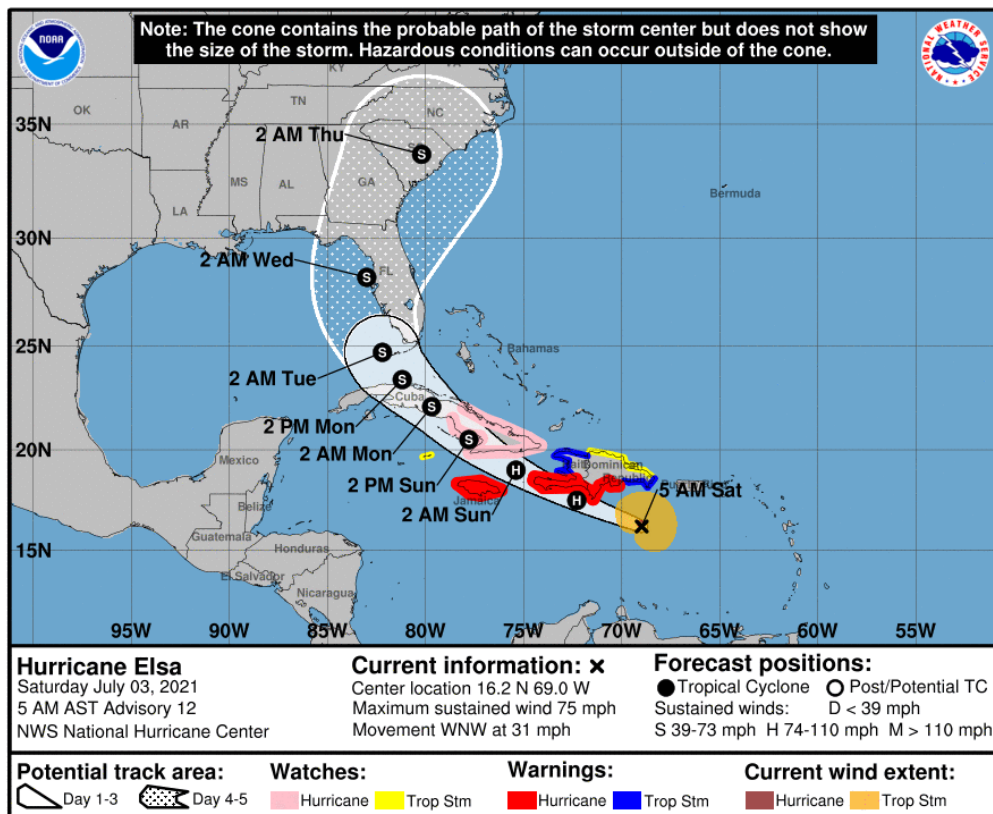 Note: The cone contains the probable path of the storm center but does not show
the size of the storm. Hazardous conditions can occur outside of the cone.
NOAA
NATIONAL WEATHER SERVICE
KY
VA
OK
TN
NC
AR
35N
2 AM Thu
S
MS
AL
GA
Bermuda
LA
30N
2 AM Wed
S
FL
25N
S
Bahamas
2 AM Tue
S
Cuba
2 PM Mon
S
2 AM Mon
S
20N
Mexico
2 PM Sun
H
Dominican
5 AM Sat
Jamaica
2 AM Sun
H
Belize
15N
Guatemala
Honduras
El Salvador
Nicaragua
95W 90W 85W 80W 75W 70W 65W 60W 55W
Hurricane Elsa
Saturday July 03, 2021
5 AM AST Advisory 12
NWS National Hurricane Center
Current information: ×
Center location 16.2 N 69.0 W
Maximum sustained wind 75 mph
Movement WNW at 31 mph
Forecast positions:
Tropical Cyclone Post/Potential TC
Sustained winds: D < 39 mph
S 39-73 mph H 74-110 mph M > 110 mph
Potential track area:
Day 1-3 Day 4-5
Watches:
Hurricane Trop Stm
Warnings:
Hurricane Trop Stm
Current wind extent:
Hurricane Trop Stm